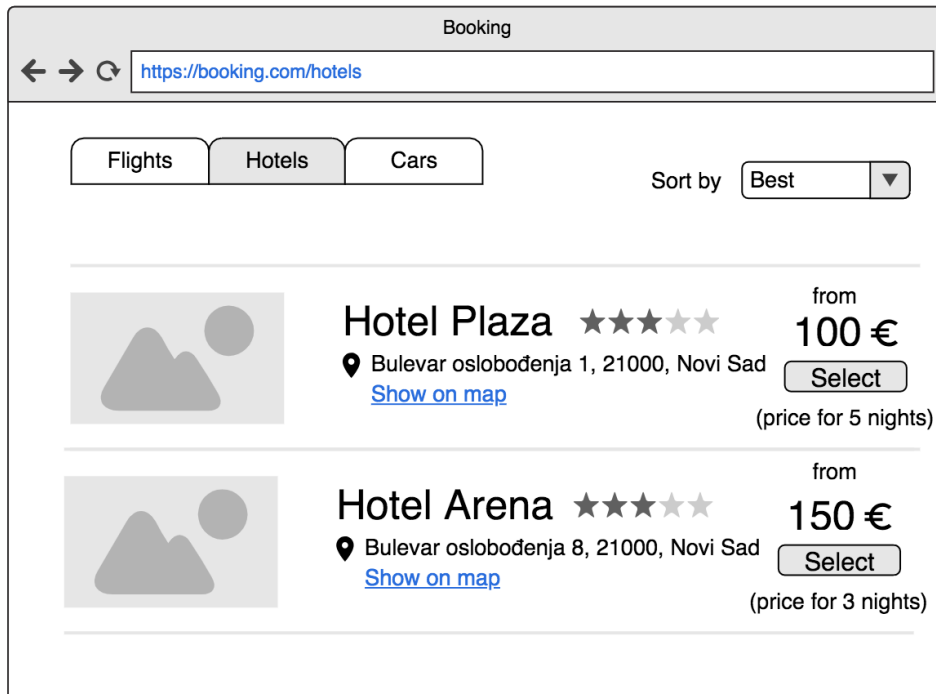 Booking
https://booking.com/hotels
Flights Hotels Cars
Sort by Best
Hotel Plaza
Bulevar oslobođenja 1, 21000, Novi Sad
Show on map
from
100 €
Select
(price for 5 nights)
Hotel Arena
Bulevar oslobođenja 8, 21000, Novi Sad
Show on map
from
150 €
Select
(price for 3 nights)